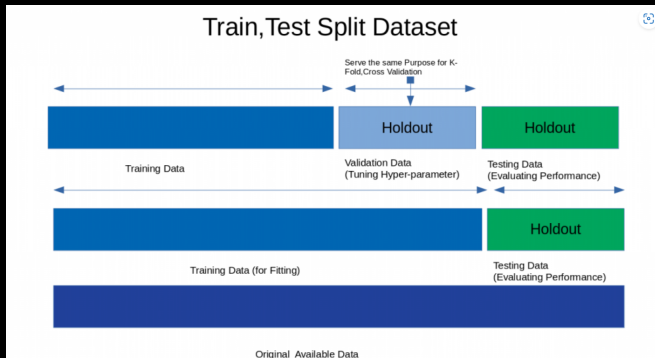 Train,Test Split Dataset
Serve the same Purpose for K-
Fold,Cross Validation
Holdout
Holdout
Training Data
Validation Data
(Tuning Hyper-parameter)
Testing Data
(Evaluating Performance)
Holdout
Training Data (for Fitting)
Testing Data
(Evaluating Performance)
Original Available Data